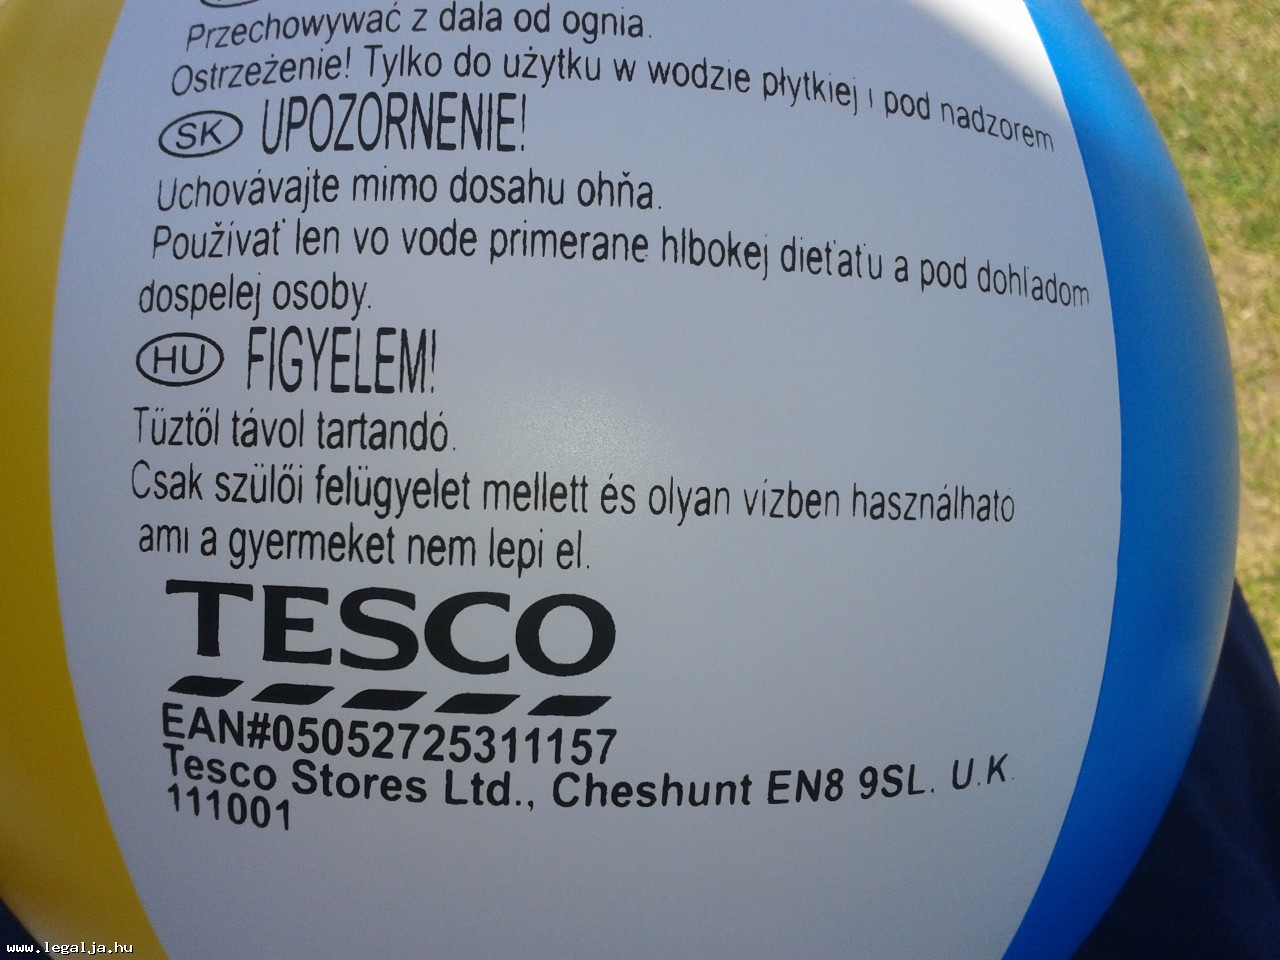 Przechowywać z dala od ognia.
Ostrzeżenie! Tylko do użytku w wodzie płytkiej i pod nadzorem
SK UPOZORNENIE!
Uchovávajte mimo dosahu ohňa.
Používať len vo vode primerane hlbokej dieťaťu a pod dohľadom
dospelej osoby.
HU FIGYELEM!
Tűztől távol tartandó.
Csak szülői felügyelet mellett és olyan vízben használhato
ami a gyermeket nem lepi el.
TESCO
EAN#05052725311157
Tesco Stores Ltd., Cheshunt EN8 9SL. U.K.
111001
www.legalja.hu